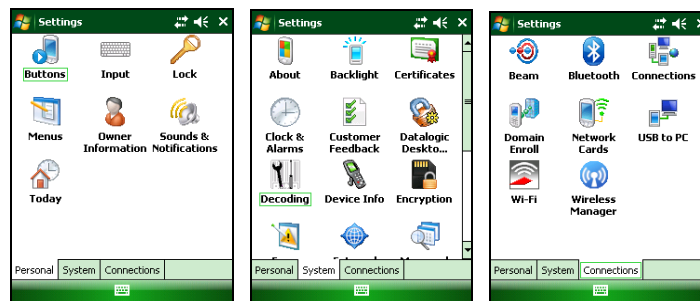 Settings
Buttons Input Lock
Menus Owner Information Sounds & Notifications
Today
Personal System Connections
Settings
About Backlight Certificates
Clock & Alarms Customer Feedback Datalogic Deskto...
Decoding Device Info Encryption
Personal System Connections
Settings
Beam Bluetooth Connections
Domain Enroll Network Cards USB to PC
Wi-Fi Wireless Manager
Personal System Connections